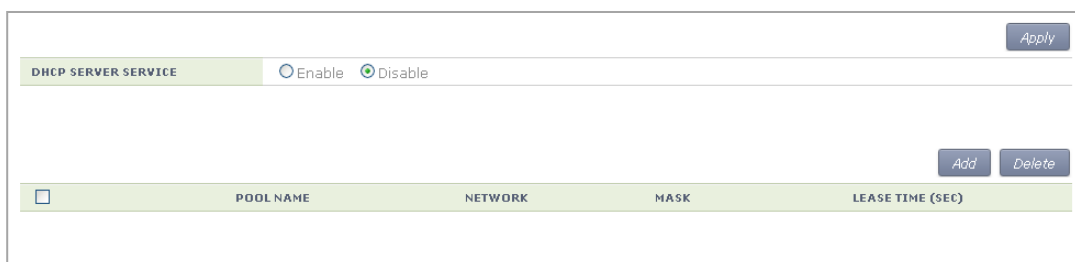 Apply
DHCP SERVER SERVICE Enable Disable
Add Delete
POOL NAME NETWORK MASK LEASE TIME (SEC)